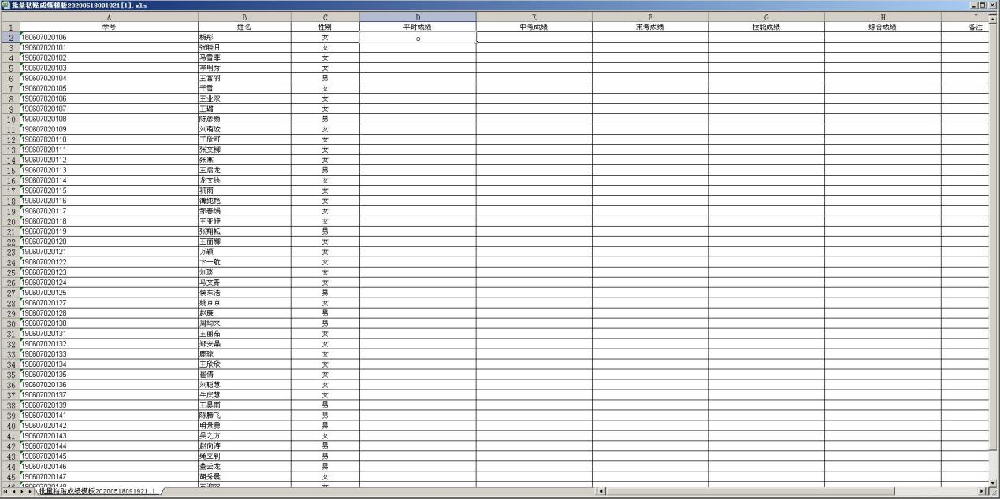 批量粘贴成绩模板20200518091921[1].xls
A B C D E F G H I
1 学号 姓名 性别 平时成绩 中考成绩 末考成绩 技能成绩 综合成绩 备注
2 180607020106 杨彤 女 0
3 190607020101 张晓月 女
4 190607020102 马雪菲 女
5 190607020103 李明秀 女
6 190607020104 王富羽 男
7 190607020105 于雪 女
8 190607020106 王业双 女
9 190607020107 王璐 女
10 190607020108 陈彦勋 男
11 190607020109 刘萌姣 女
12 190607020110 于欣可 女
13 190607020111 张文柳 女
14 190607020112 张寒 女
15 190607020113 王启龙 男
16 190607020114 龙文绘 女
17 190607020115 巩雨 女
18 190607020116 薄纯艳 女
19 190607020117 邹春娟 女
20 190607020118 王亚婷 女
21 190607020119 张翔耘 男
22 190607020120 王丽娜 女
23 190607020121 万颖 女
24 190607020122 卞一航 女
25 190607020123 刘琰 女
26 190607020124 马文青 女
27 190607020125 侯东浩 男
28 190607020127 姚京京 女
29 190607020128 赵康 男
30 190607020130 周均来 男
31 190607020131 王丽茹 女
32 190607020132 郑安晶 女
33 190607020133 鹿琼 女
34 190607020134 王欣欣 女
35 190607020135 崔倩 女
36 190607020136 刘聪慧 女
37 190607020137 牛庆慧 女
38 190607020139 王昊雨 男
39 190607020141 陈腾飞 男
40 190607020142 明景勇 男
41 190607020143 吴之方 女
42 190607020144 赵向涛 男
43 190607020145 绳立钊 男
44 190607020146 董云龙 男
45 190607020147 胡秀晨 女
46 190607020148 女
批量粘贴成绩模板20200518091921_1_